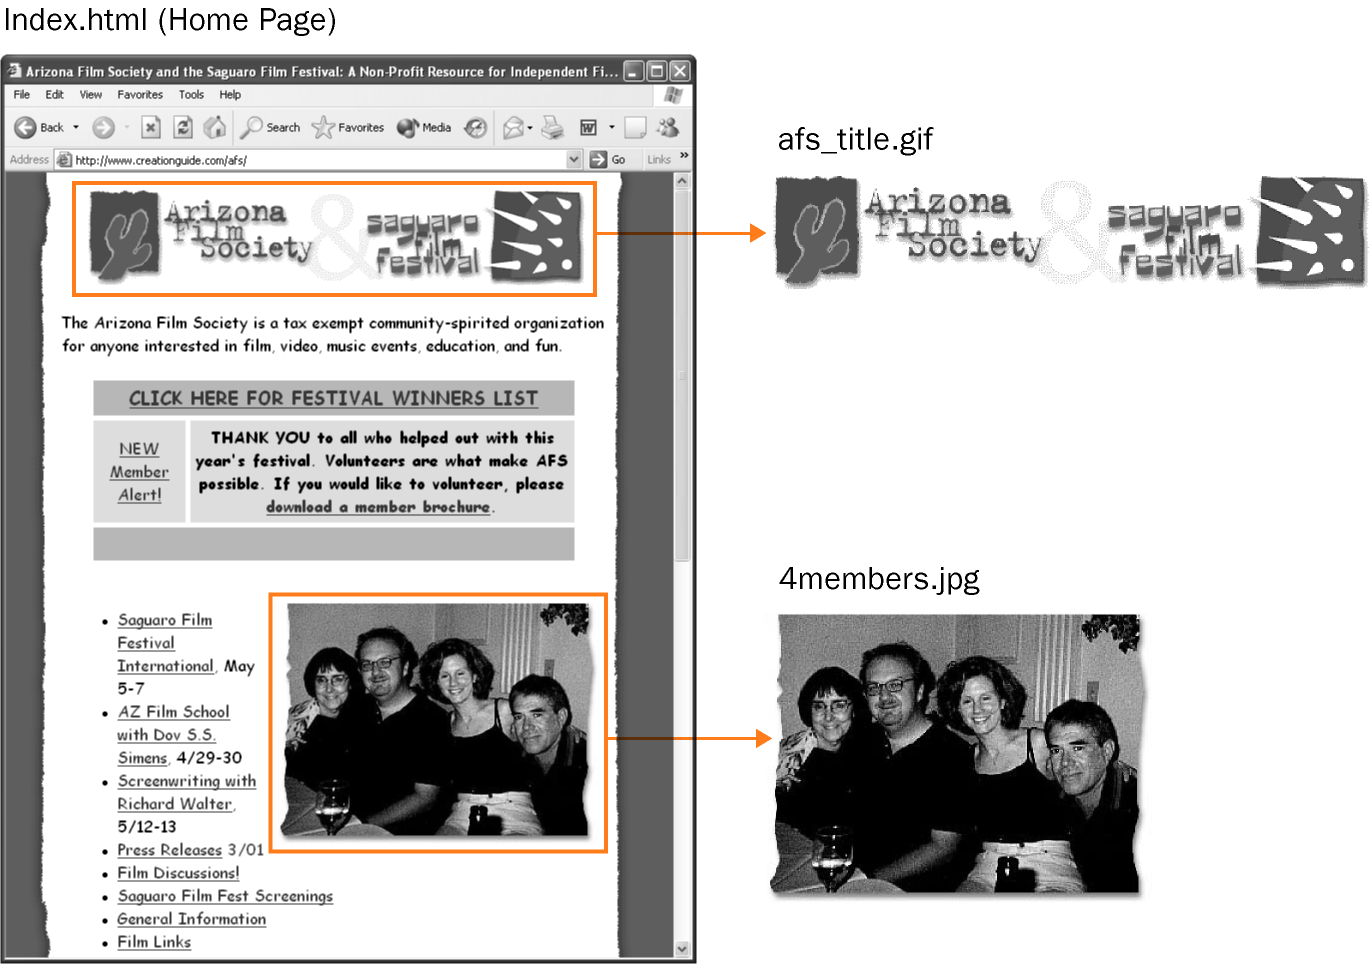 Index.html (Home Page)
Arizona Film Society and the Saguaro Film Festival: A Non-Profit Resource for Independent Fi...
File Edit View Favorites Tools Help
Back Search Favorites Media
Address http://www.creationguide.com/afs/ Go Links »
Arizona
Film
Society
&
saguaro
film
festival
The Arizona Film Society is a tax exempt community-spirited organization
for anyone interested in film, video, music events, education, and fun.
CLICK HERE FOR FESTIVAL WINNERS LIST
NEW
Member
Alert!
THANK YOU to all who helped out with this
year's festival. Volunteers are what make AFS
possible. If you would like to volunteer, please
download a member brochure.
• Saguaro Film
Festival
International, May
5-7
• AZ Film School
with Dov S.S.
Simens, 4/29-30
• Screenwriting with
Richard Walter,
5/12-13
• Press Releases 3/01
• Film Discussions!
• Saguaro Film Fest Screenings
• General Information
• Film Links
afs_title.gif
Arizona
Film
Society
&
saguaro
film
festival
4members.jpg